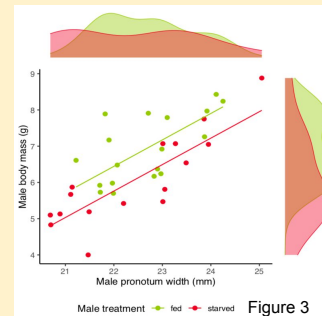 9
8
7
6
5
4
Male body mass (g)
21 22 23 24 25
Male pronotum width (mm)
Male treatment fed starved
Figure 3